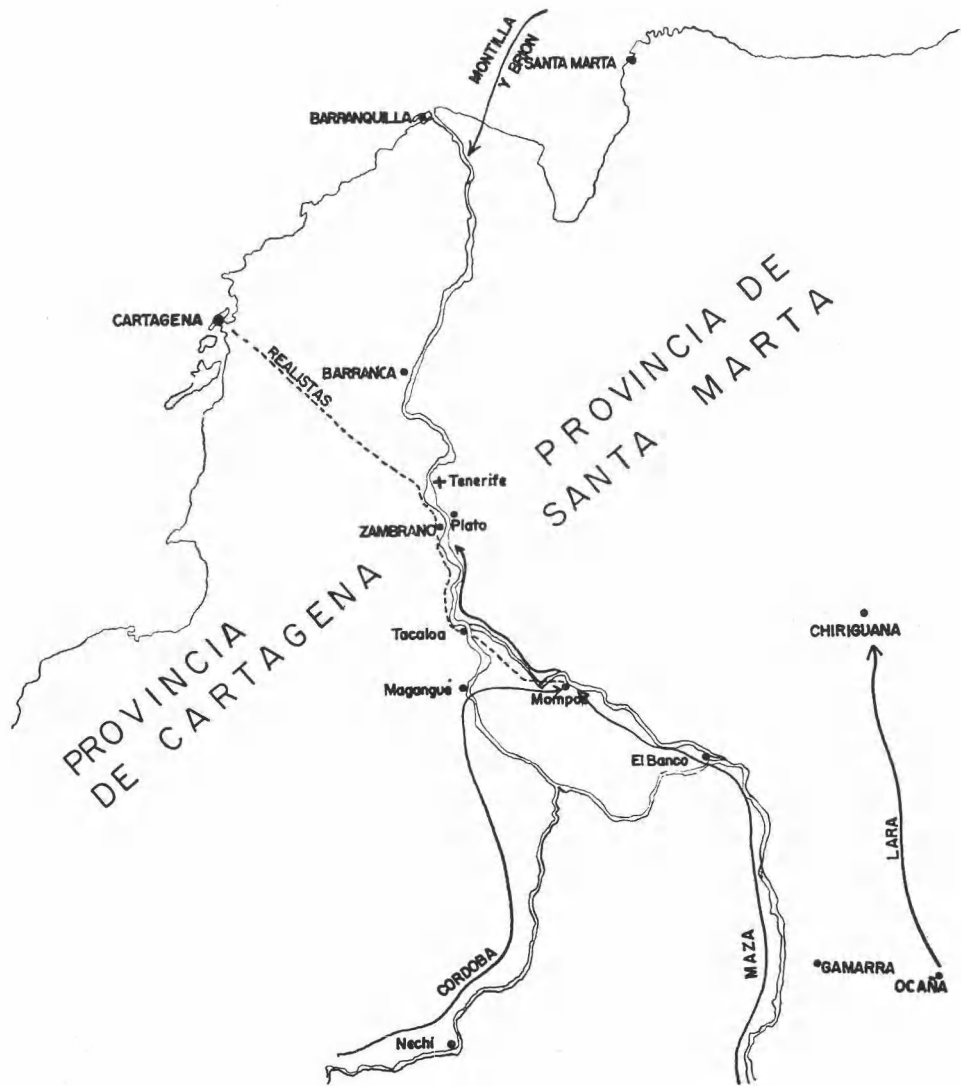 MONTILLA
Y BRION
SANTA MARTA
BARRANQUILLA
CARTAGENA
REALISTAS
BARRANCA
PROVINCIA DE
SANTA MARTA
Tenerife
Plato
ZAMBRANO
PROVINCIA
DE CARTAGENA
Tacaloa
CHIRIGUANA
Magangué
Mompox
El Banco
LARA
CORDOBA
MAZA
GAMARRA
OCAÑA
Nechí